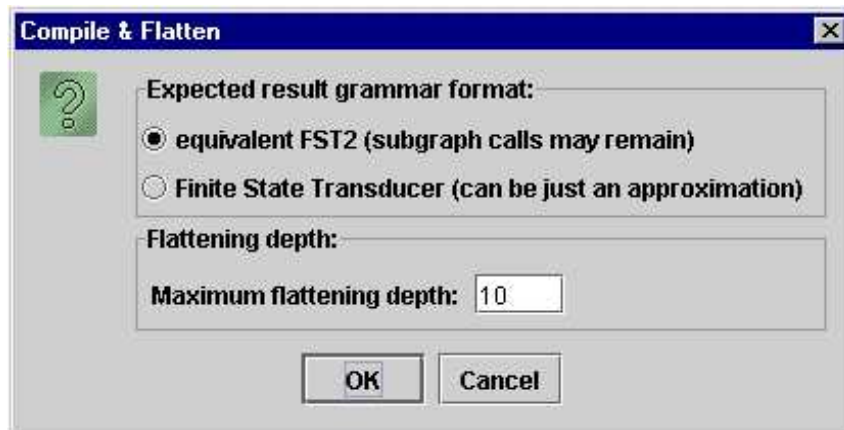 Compile & Flatten
Expected result grammar format:
equivalent FST2 (subgraph calls may remain)
Finite State Transducer (can be just an approximation)
Flattening depth:
Maximum flattening depth: 10
OK Cancel